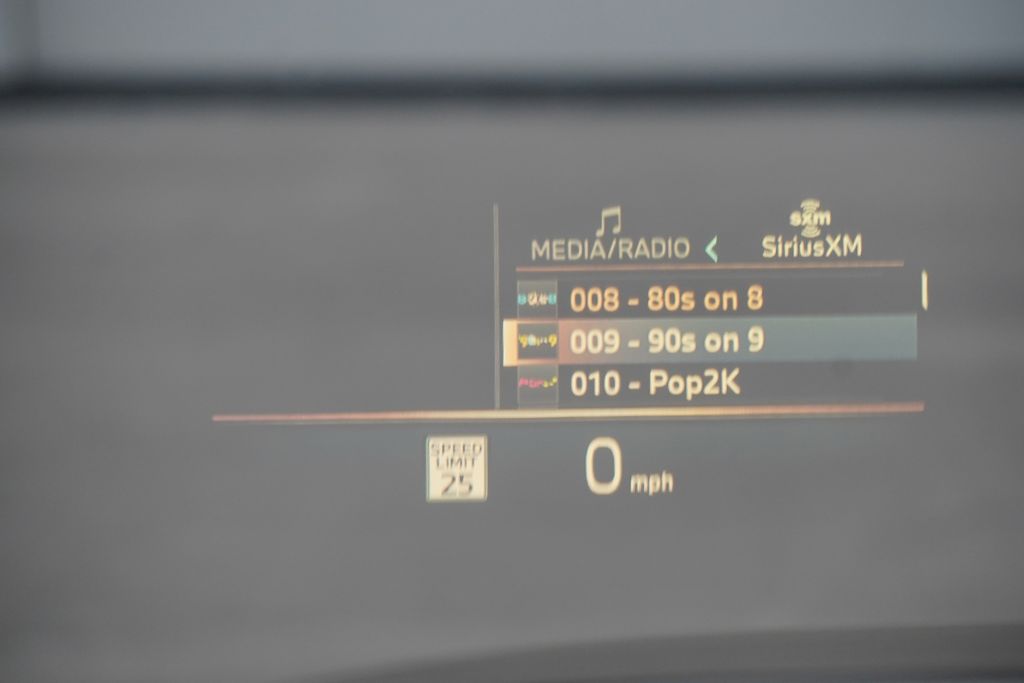 sxm
MEDIA/RADIO < SiriusXM
008 - 80s on 8
009 - 90s on 9
010 - Pop2K
SPEED
LIMIT
25
0 mph